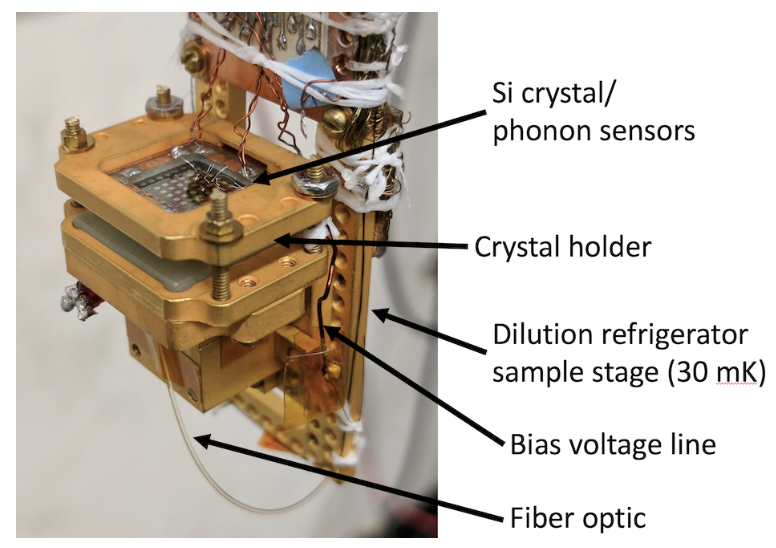 Si crystal/
phonon sensors
Crystal holder
Dilution refrigerator
sample stage (30 mK)
Bias voltage line
Fiber optic